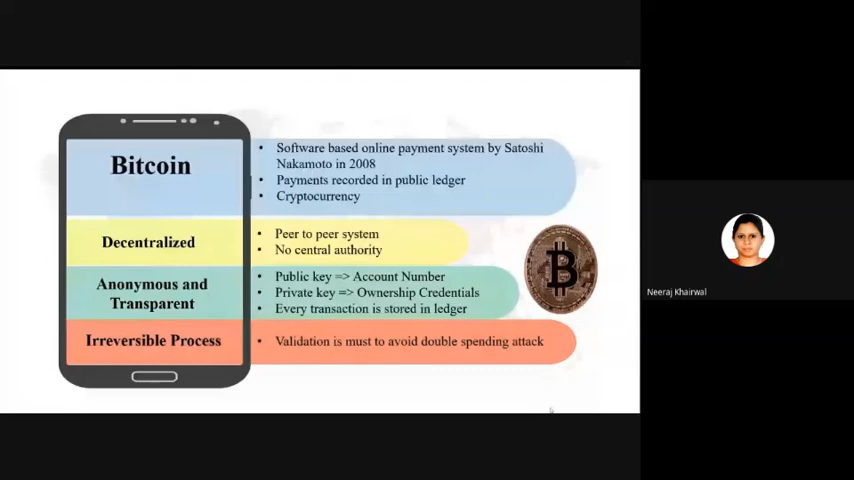 Bitcoin
• Software based online payment system by Satoshi
Nakamoto in 2008
• Payments recorded in public ledger
• Cryptocurrency
Decentralized
• Peer to peer system
• No central authority
Anonymous and
Transparent
• Public key => Account Number
• Private key => Ownership Credentials
• Every transaction is stored in ledger
Irreversible Process
• Validation is must to avoid double spending attack
Neeraj Khairwal